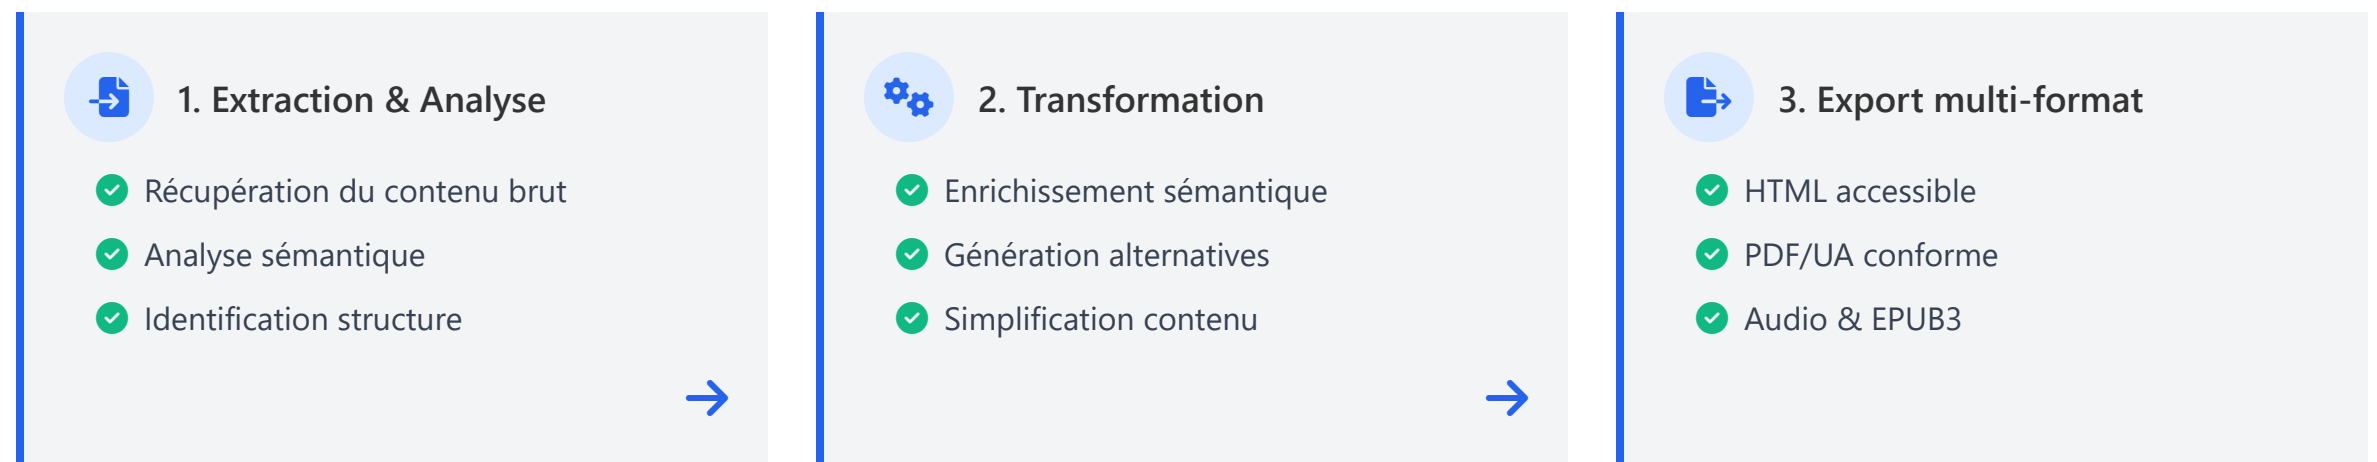 1. Extraction & Analyse
Récupération du contenu brut
Analyse sémantique
Identification structure
2. Transformation
Enrichissement sémantique
Génération alternatives
Simplification contenu
3. Export multi-format
HTML accessible
PDF/UA conforme
Audio & EPUB3